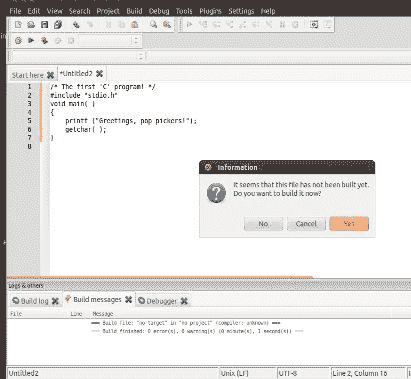 File Edit View Search Project Build Debug Tools Plugins Settings Help
Start here *Untitled2
1 /* The first 'C' program! */
2 #include "stdio.h"
3 void main( )
4 {
5 printf ("Greetings, pop pickers!");
6 getchar( );
7 }
8
Information
It seems that this file has not been built yet.
Do you want to build it now?
No Cancel Yes
Logs & others
Build log Build messages Debugger
File Line Message
=== Build file: "no target" in "no project" (compiler: unknown) ===
=== Build finished: 0 error(s), 0 warning(s) (0 minute(s), 1 second(s)) ===
Untitled2 Unix (LF) UTF-8 Line 2, Column 16